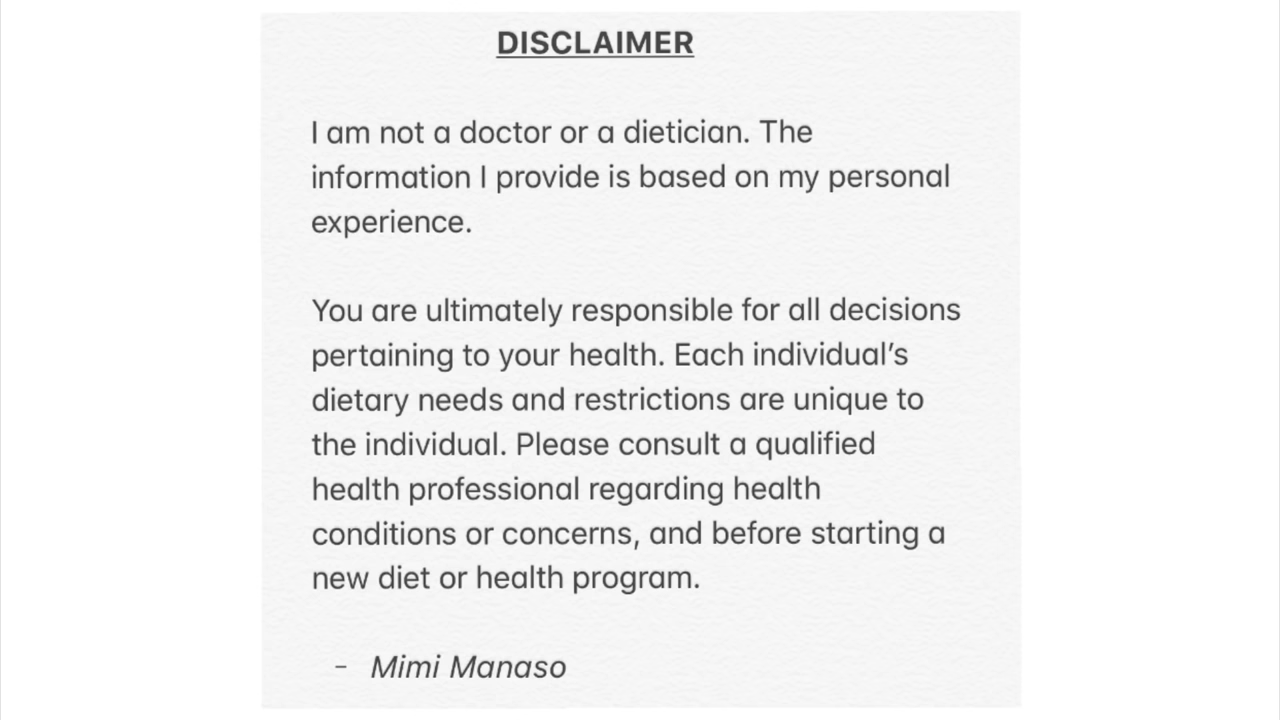 DISCLAIMER
I am not a doctor or a dietician. The
information I provide is based on my personal
experience.
You are ultimately responsible for all decisions
pertaining to your health. Each individual’s
dietary needs and restrictions are unique to
the individual. Please consult a qualified
health professional regarding health
conditions or concerns, and before starting a
new diet or health program.
- Mimi Manaso